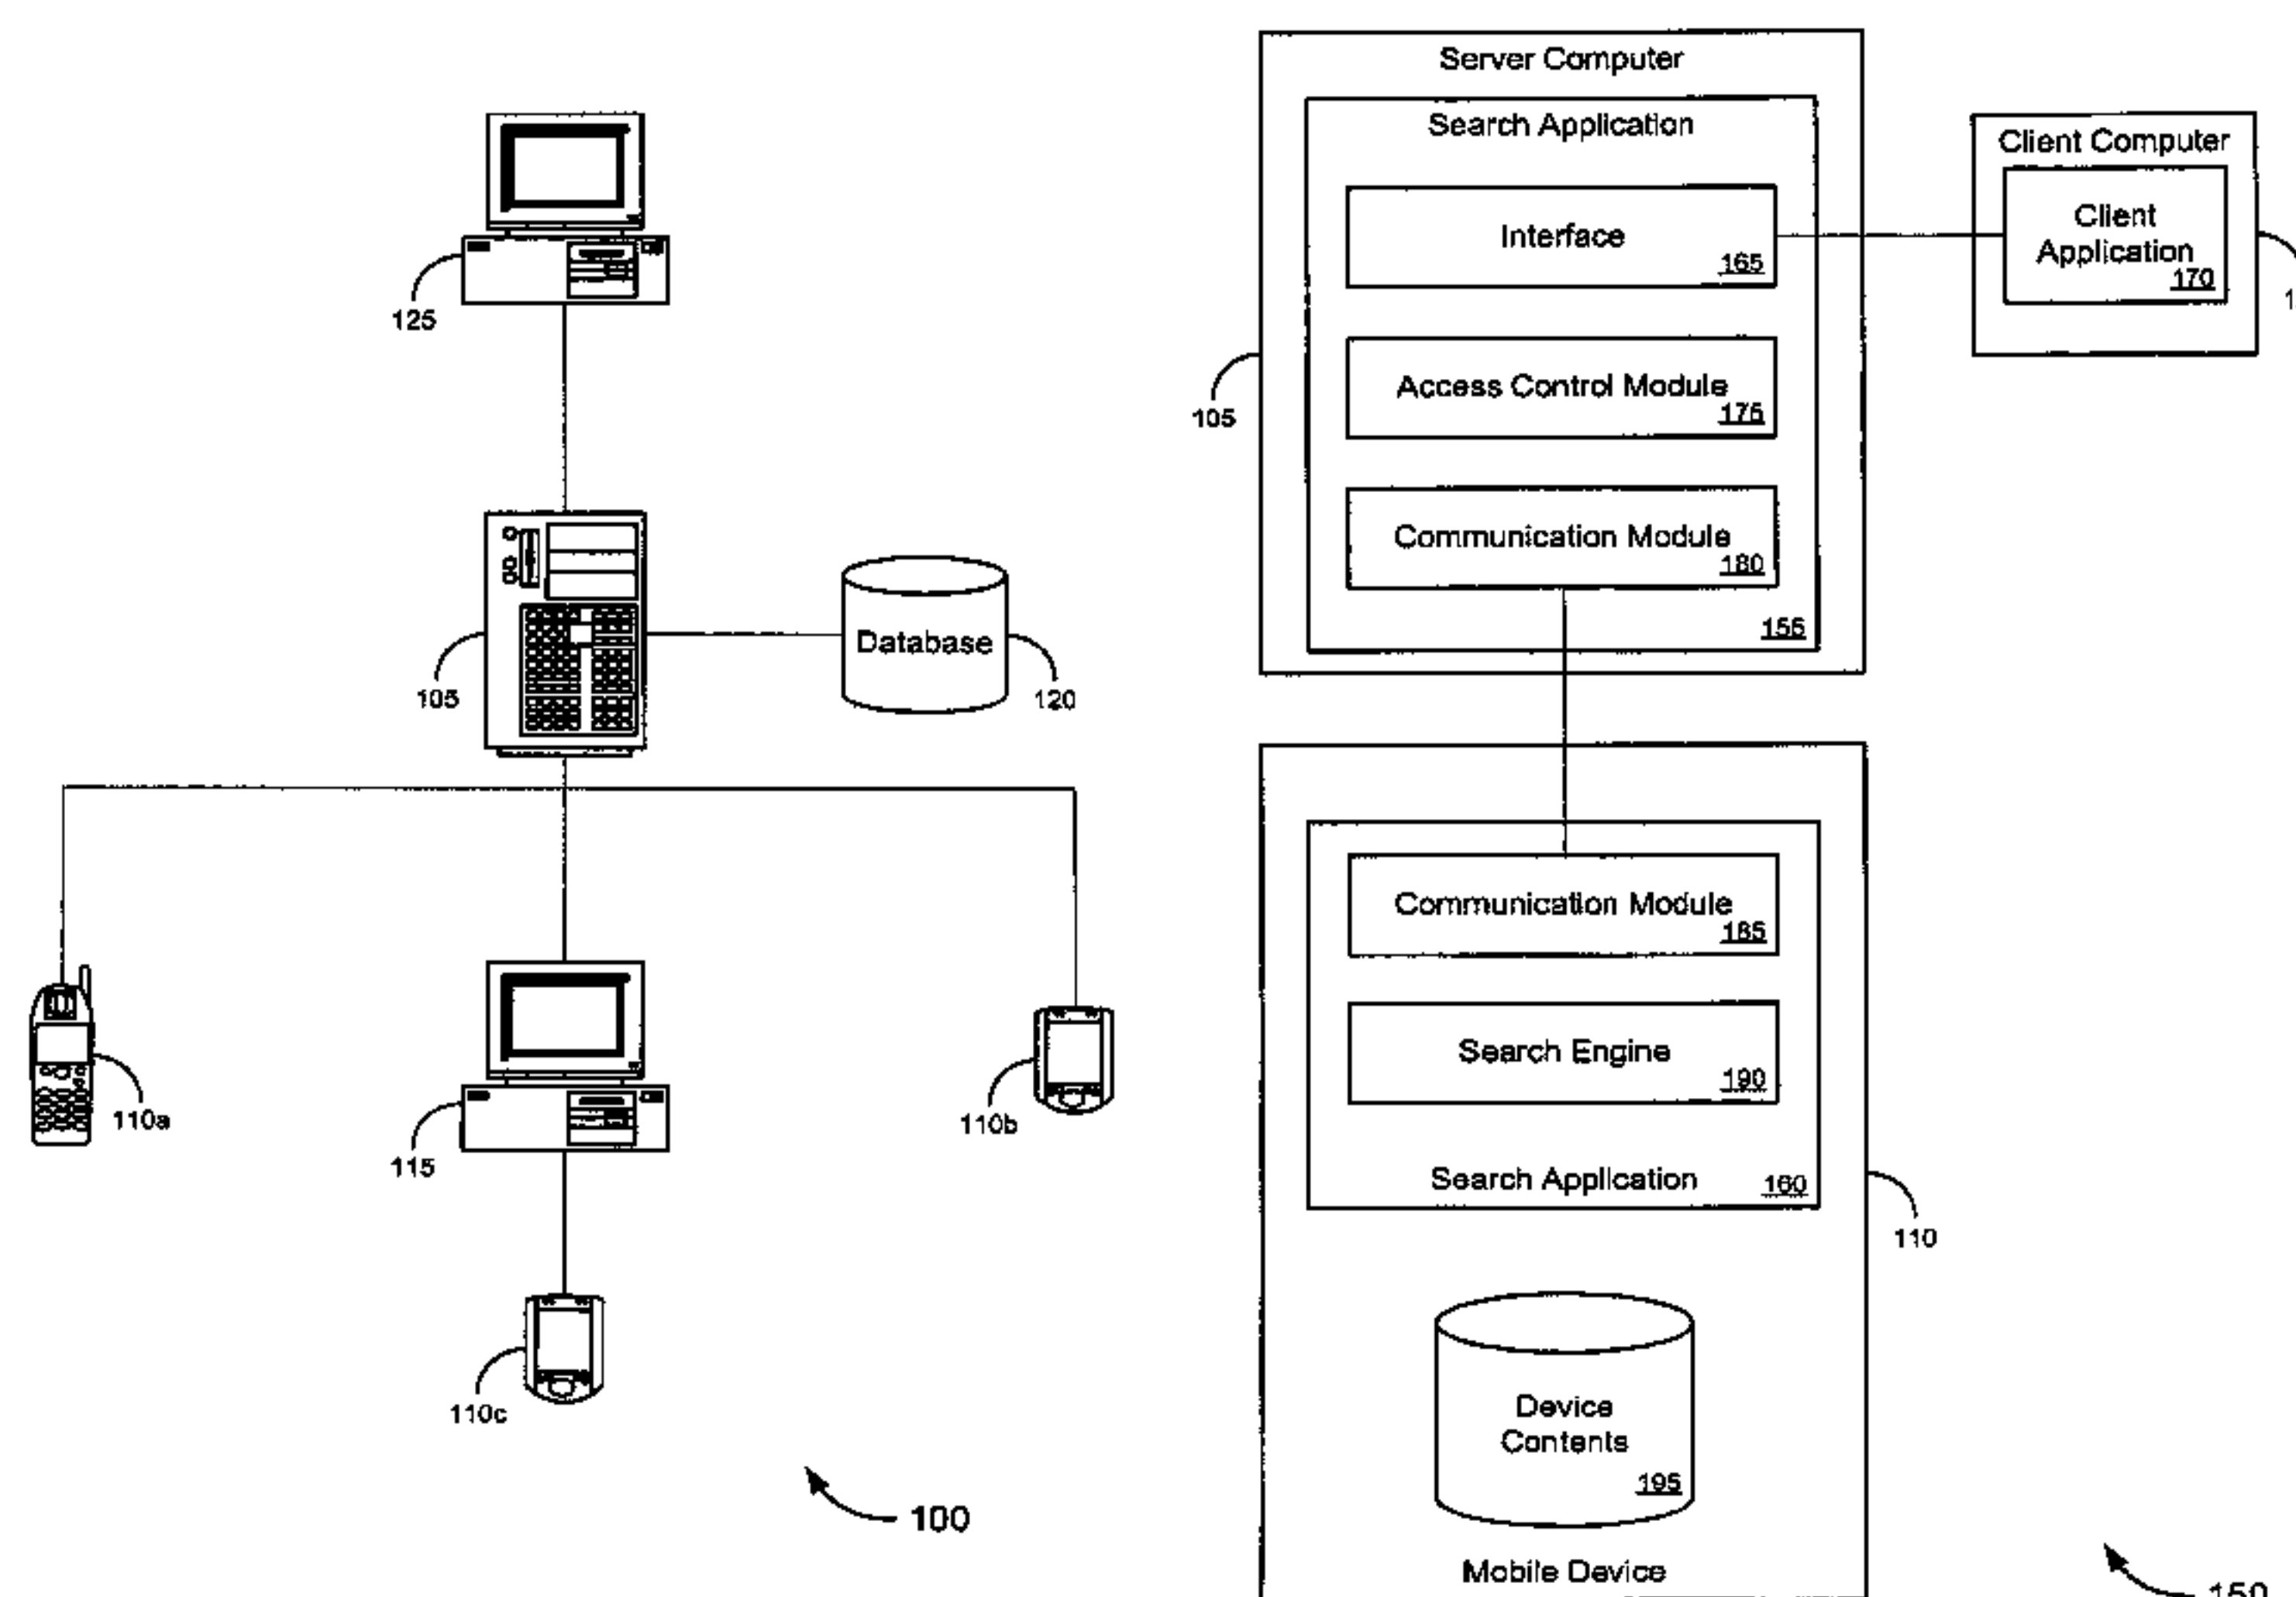 125
105
Database
120
110a
115
110b
110c
100
Server Computer
Search Application
Interface
165
Access Control Module
175
Communication Module
180
155
105
Client Computer
Client
Application
170
Communication Module
185
Search Engine
190
Search Application
160
110
Device
Contents
195
Mobile Device
150